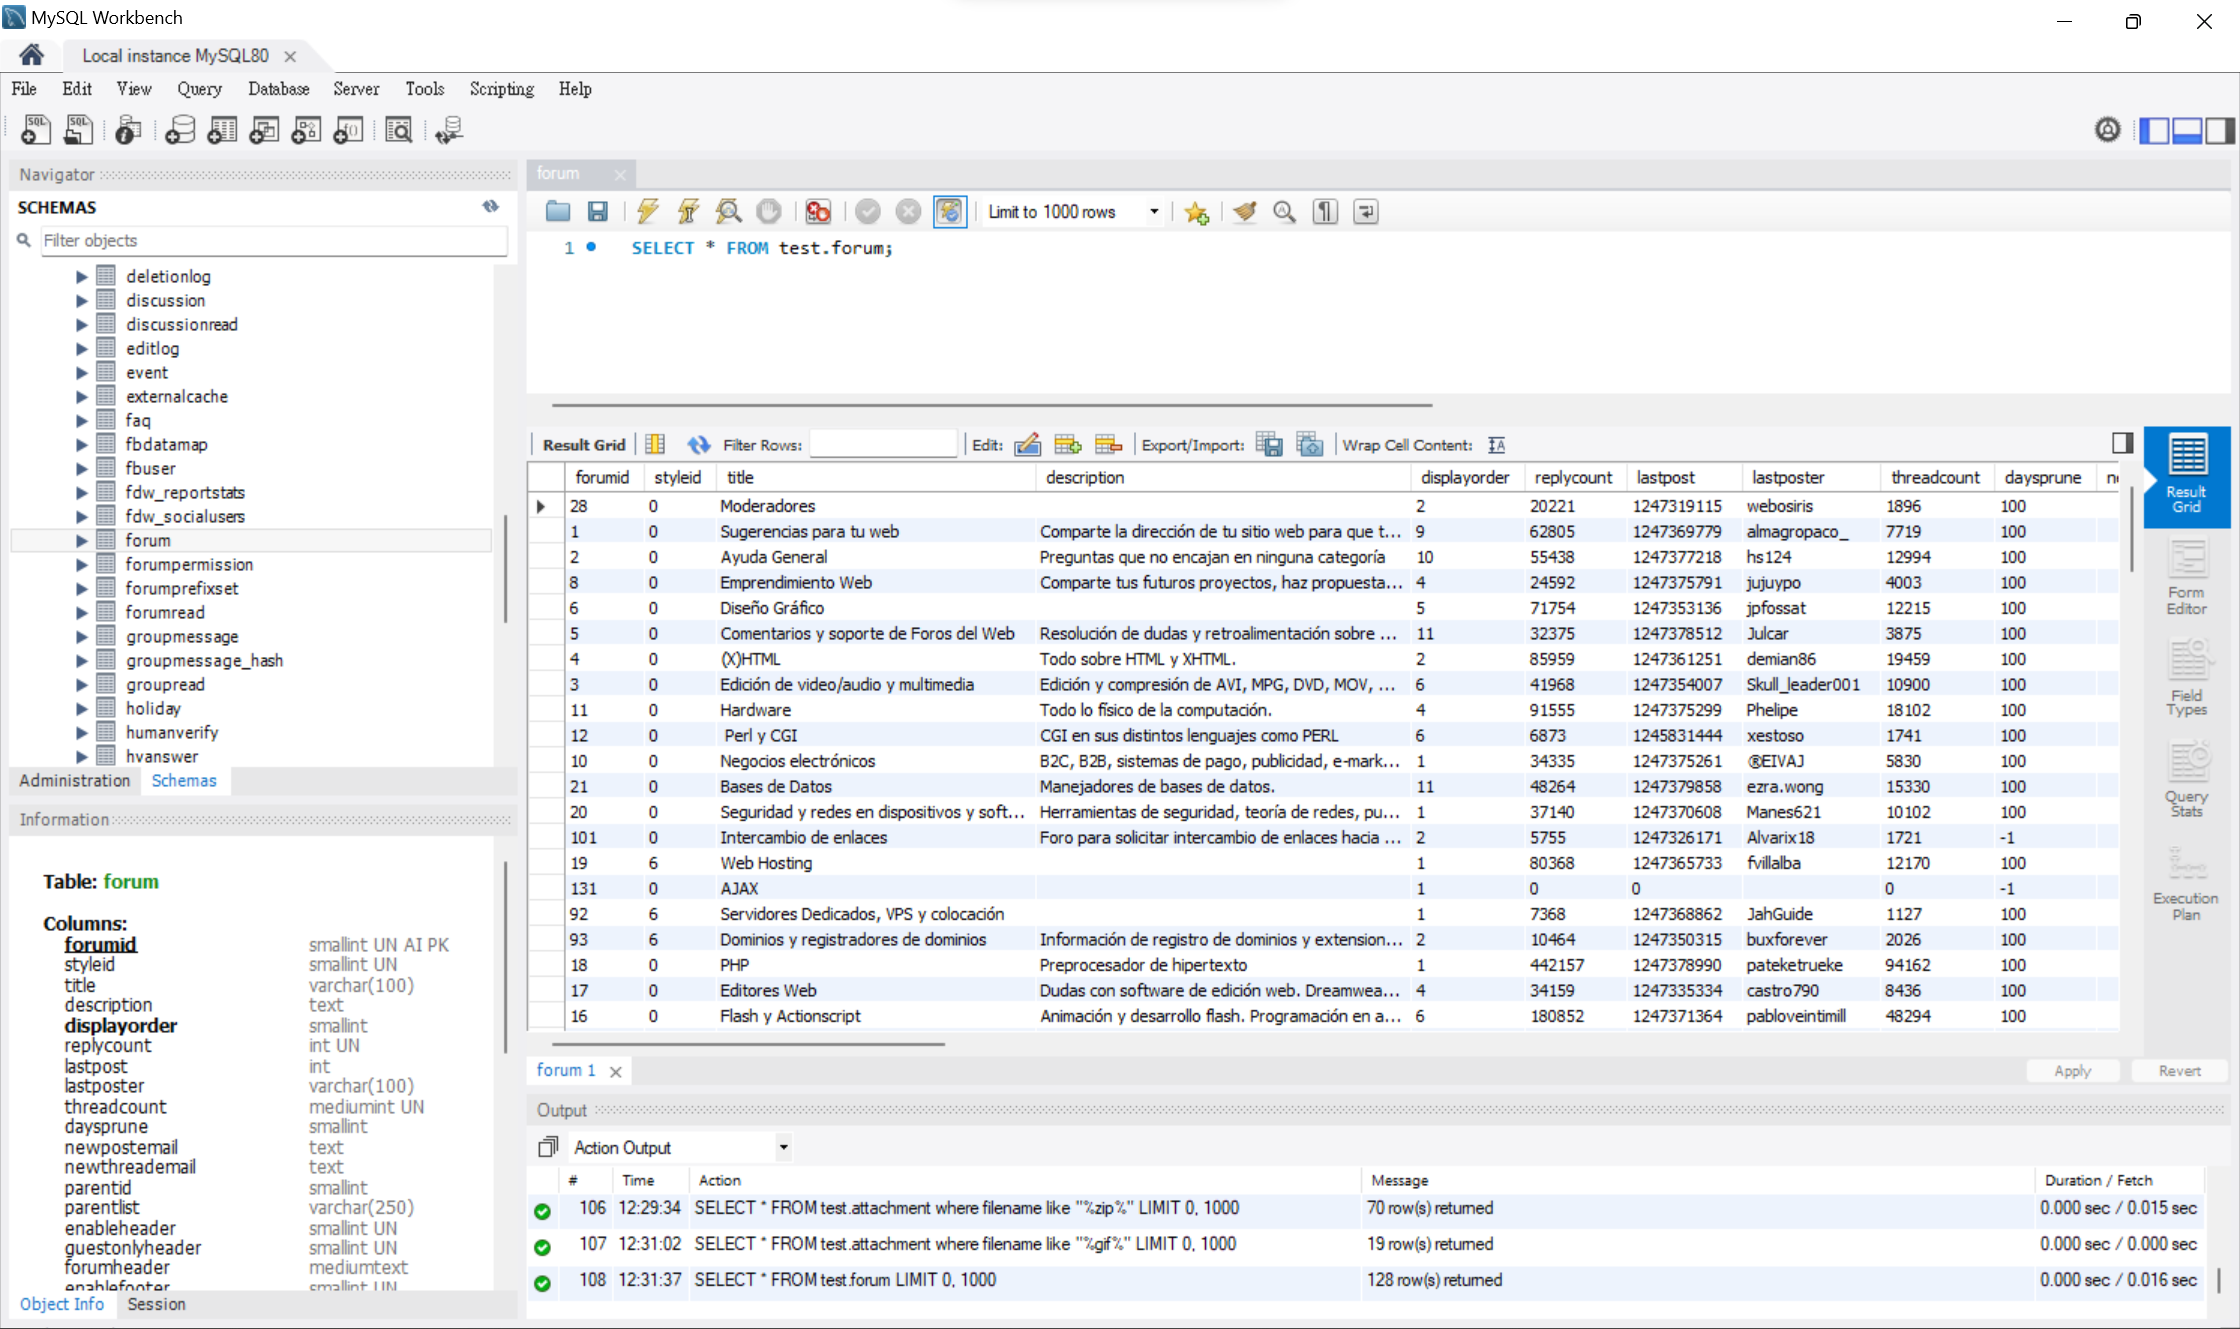 MySQL Workbench
Local instance MySQL80
File Edit View Query Database Server Tools Scripting Help
Navigator
SCHEMAS
Filter objects
deletionlog
discussion
discussionread
editlog
event
externalcache
faq
fbdatamap
fbuser
fdw_reportstats
fdw_socialusers
forum
forumpermission
forumprefixset
forumread
groupmessage
groupmessage_hash
groupread
holiday
humanverify
hvanswer
Administration Schemas
Information
Table: forum
Columns:
forumid smallint UN AI PK
styleid smallint UN
title varchar(100)
description text
displayorder smallint
replycount int UN
lastpost int
lastposter varchar(100)
threadcount mediumint UN
daysprune smallint
newpostemail text
newthreademail text
parentid smallint
parentlist varchar(250)
enableheader smallint UN
guestonlyheader smallint UN
forumheader mediumtext
enablefooter smallint UN
Object Info Session
forum
Limit to 1000 rows
1 SELECT * FROM test.forum;
Result Grid Filter Rows: Edit: Export/Import: Wrap Cell Content:
forumid styleid title description displayorder replycount lastpost lastposter threadcount daysprune
28 0 Moderadores 2 20221 1247319115 webosiris 1896 100
1 0 Sugerencias para tu web Comparte la dirección de tu sitio web para que t... 9 62805 1247369779 almagropaco_ 7719 100
2 0 Ayuda General Preguntas que no encajan en ninguna categoría 10 55438 1247377218 hs124 12994 100
8 0 Emprendimiento Web Comparte tus futuros proyectos, haz propuesta... 4 24592 1247375791 jujuypo 4003 100
6 0 Diseño Gráfico 5 71754 1247353136 jpfossat 12215 100
5 0 Comentarios y soporte de Foros del Web Resolución de dudas y retroalimentación sobre ... 11 32375 1247378512 Julcar 3875 100
4 0 (X)HTML Todo sobre HTML y XHTML. 2 85959 1247361251 demian86 19459 100
3 0 Edición de video/audio y multimedia Edición y compresión de AVI, MPG, DVD, MOV, ... 6 41968 1247354007 Skull_leader001 10900 100
11 0 Hardware Todo lo físico de la computación. 4 91555 1247375299 Phelipe 18102 100
12 0 Perl y CGI CGI en sus distintos lenguajes como PERL 6 6873 1245831444 xestoso 1741 100
10 0 Negocios electrónicos B2C, B2B, sistemas de pago, publicidad, e-mark... 1 34335 1247375261 ®EIVAJ 5830 100
21 0 Bases de Datos Manejadores de bases de datos. 11 48264 1247379858 ezra.wong 15330 100
20 0 Seguridad y redes en dispositivos y soft... Herramientas de seguridad, teoría de redes, pu... 1 37140 1247370608 Manes621 10102 100
101 0 Intercambio de enlaces Foro para solicitar intercambio de enlaces hacia ... 2 5755 1247326171 Alvarix18 1721 -1
19 6 Web Hosting 1 80368 1247365733 fvillalba 12170 100
131 0 AJAX 1 0 0 0 -1
92 6 Servidores Dedicados, VPS y colocación 1 7368 1247368862 JahGuide 1127 100
93 6 Dominios y registradores de dominios Información de registro de dominios y extension... 2 10464 1247350315 buxforever 2026 100
18 0 PHP Preprocesador de hipertexto 1 442157 1247378990 pateketrueke 94162 100
17 0 Editores Web Dudas con software de edición web. Dreamwea... 4 34159 1247335334 castro790 8436 100
16 0 Flash y Actionscript Animación y desarrollo flash. Programación en a... 6 180852 1247371364 pabloveintimill 48294 100
Result Grid
Form Editor
Field Types
Query Stats
Execution Plan
forum 1 Apply Revert
Output
Action Output
# Time Action Message Duration / Fetch
106 12:29:34 SELECT * FROM test.attachment where filename like "%zip%" LIMIT 0, 1000 70 row(s) returned 0.000 sec / 0.015 sec
107 12:31:02 SELECT * FROM test.attachment where filename like "%gif%" LIMIT 0, 1000 19 row(s) returned 0.000 sec / 0.000 sec
108 12:31:37 SELECT * FROM test.forum LIMIT 0, 1000 128 row(s) returned 0.000 sec / 0.016 sec